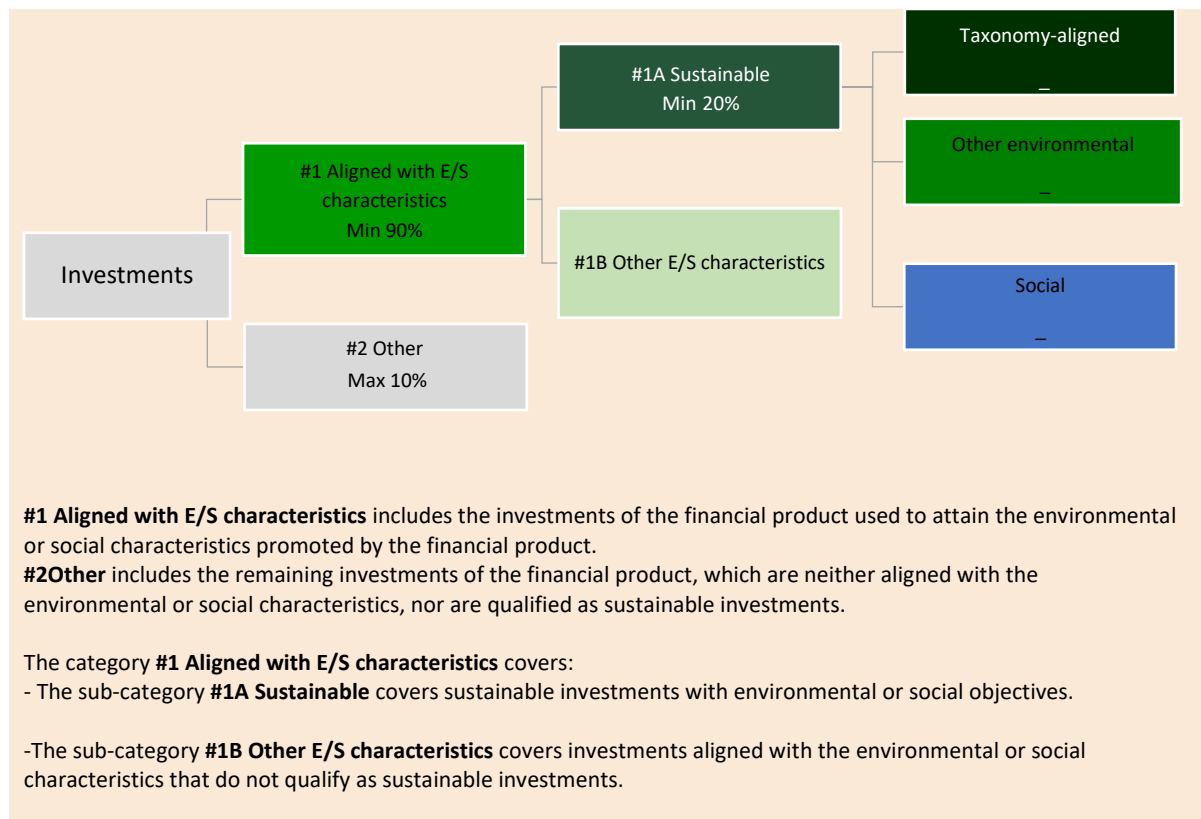 Taxonomy-aligned
_
#1A Sustainable
Min 20%
Other environmental
_
#1 Aligned with E/S
characteristics
Min 90%
#1B Other E/S characteristics
Investments
Social
_
#2 Other
Max 10%
#1 Aligned with E/S characteristics includes the investments of the financial product used to attain the environmental
or social characteristics promoted by the financial product.
#2Other includes the remaining investments of the financial product, which are neither aligned with the
environmental or social characteristics, nor are qualified as sustainable investments.
The category #1 Aligned with E/S characteristics covers:
- The sub-category #1A Sustainable covers sustainable investments with environmental or social objectives.
-The sub-category #1B Other E/S characteristics covers investments aligned with the environmental or social
characteristics that do not qualify as sustainable investments.